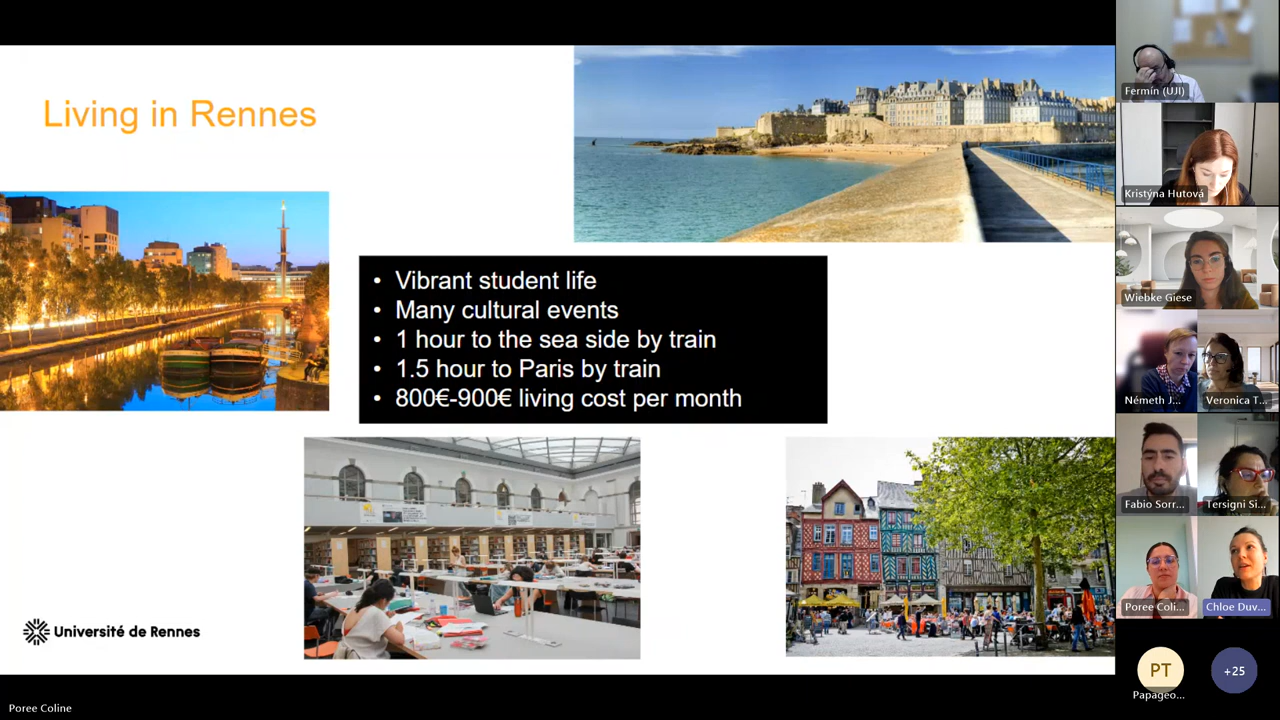 Living in Rennes
• Vibrant student life
• Many cultural events
• 1 hour to the sea side by train
• 1.5 hour to Paris by train
• 800€-900€ living cost per month
Université de Rennes
Poree Coline
Fermín (UJI)
Kristýna Hutová
Wiebke Giese
Németh J...
Veronica T...
Fabio Sorr...
Tersigni Si...
Poree Coli...
Chloe Duv...
PT
Papageo...
+25